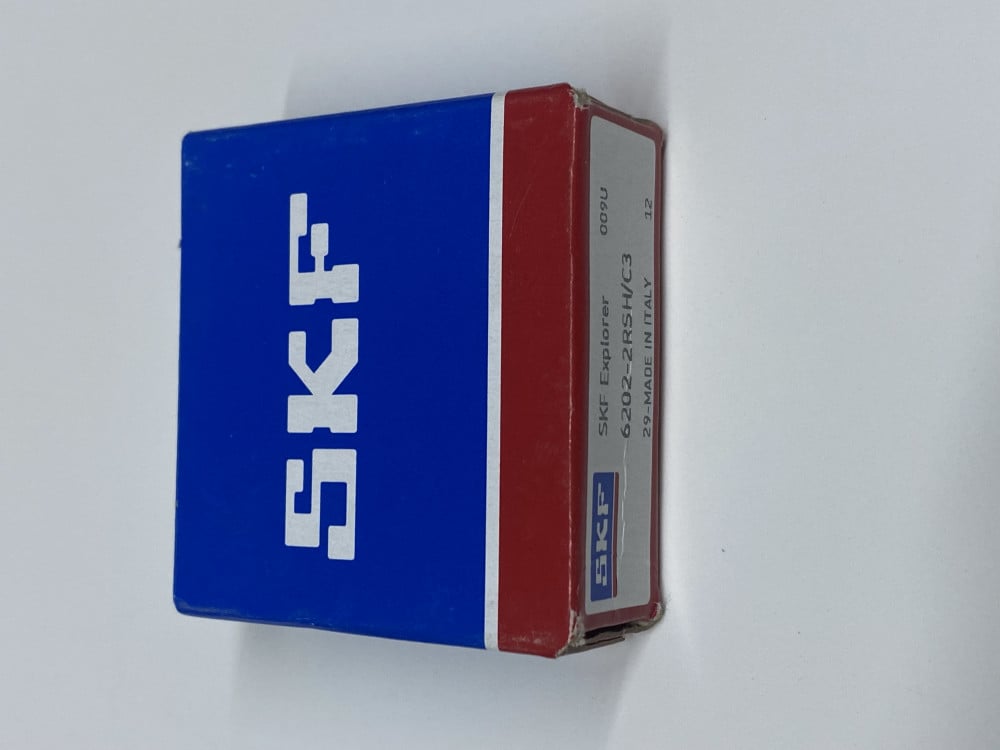 SKF
SKF
SKF Explorer 009U
6202-2RSH/C3
29-MADE IN ITALY 12